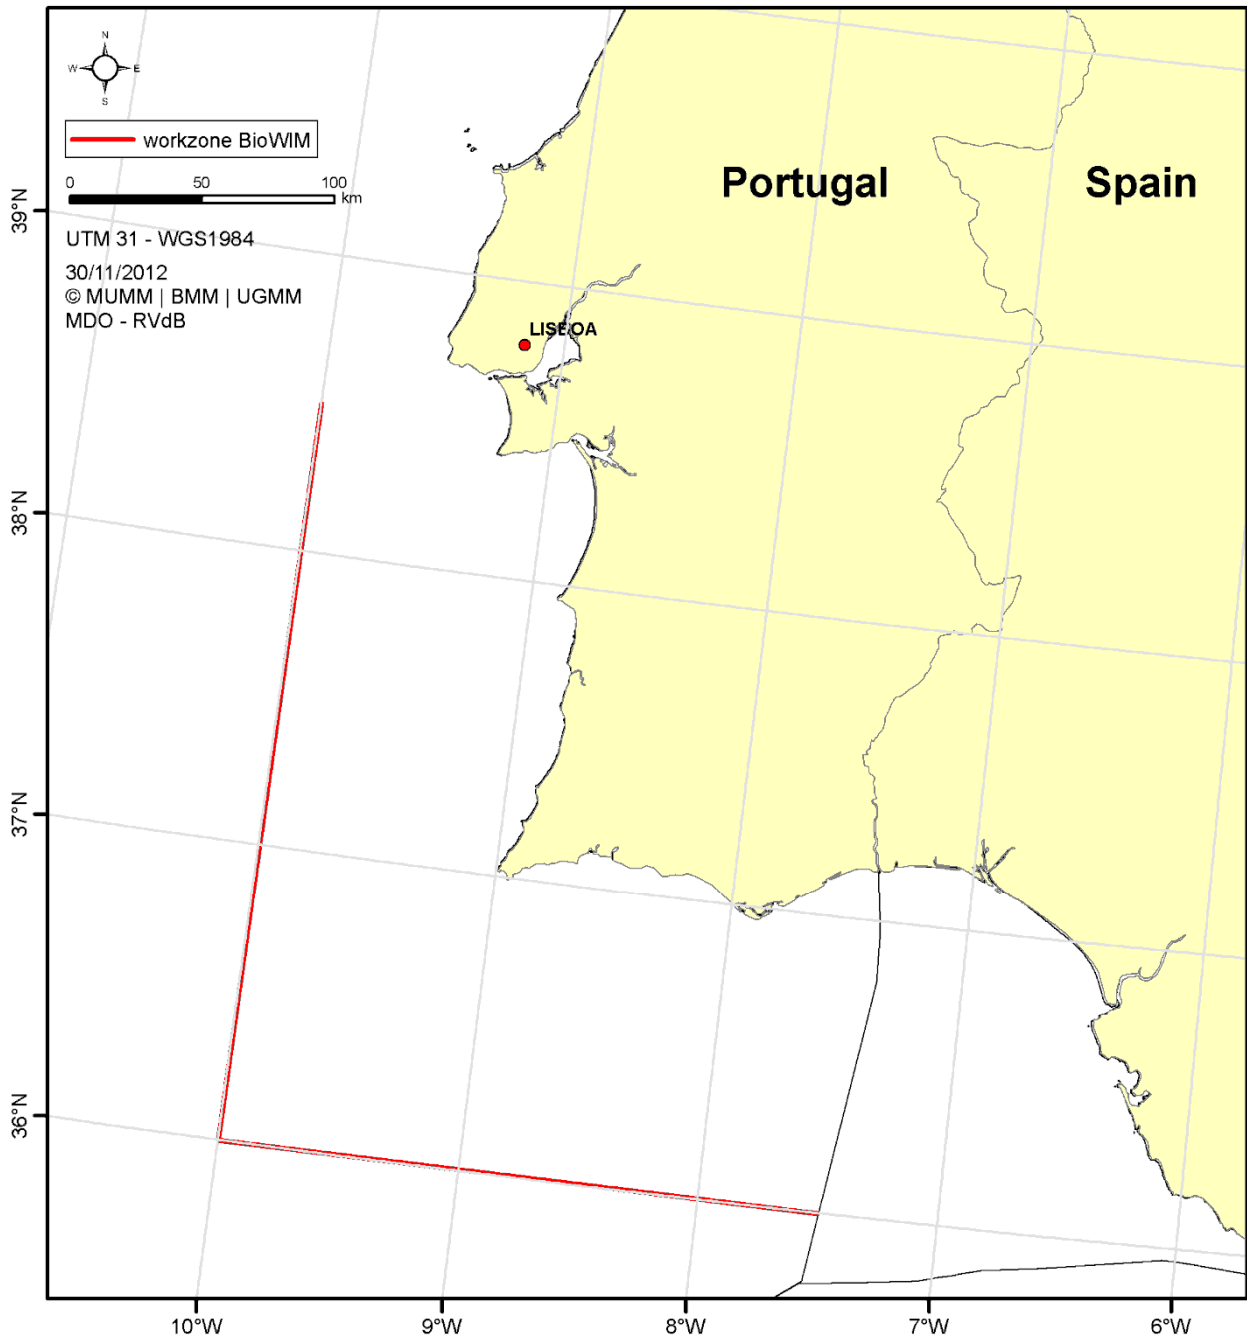 N
W E
S
workzone BioWIM
0 50 100
km
UTM 31 - WGS1984
30/11/2012
© MUMM | BMM | UGMM
MDO - RVdB
Portugal
Spain
LISBOA
39°N
38°N
37°N
36°N
10°W 9°W 8°W 7°W 6°W